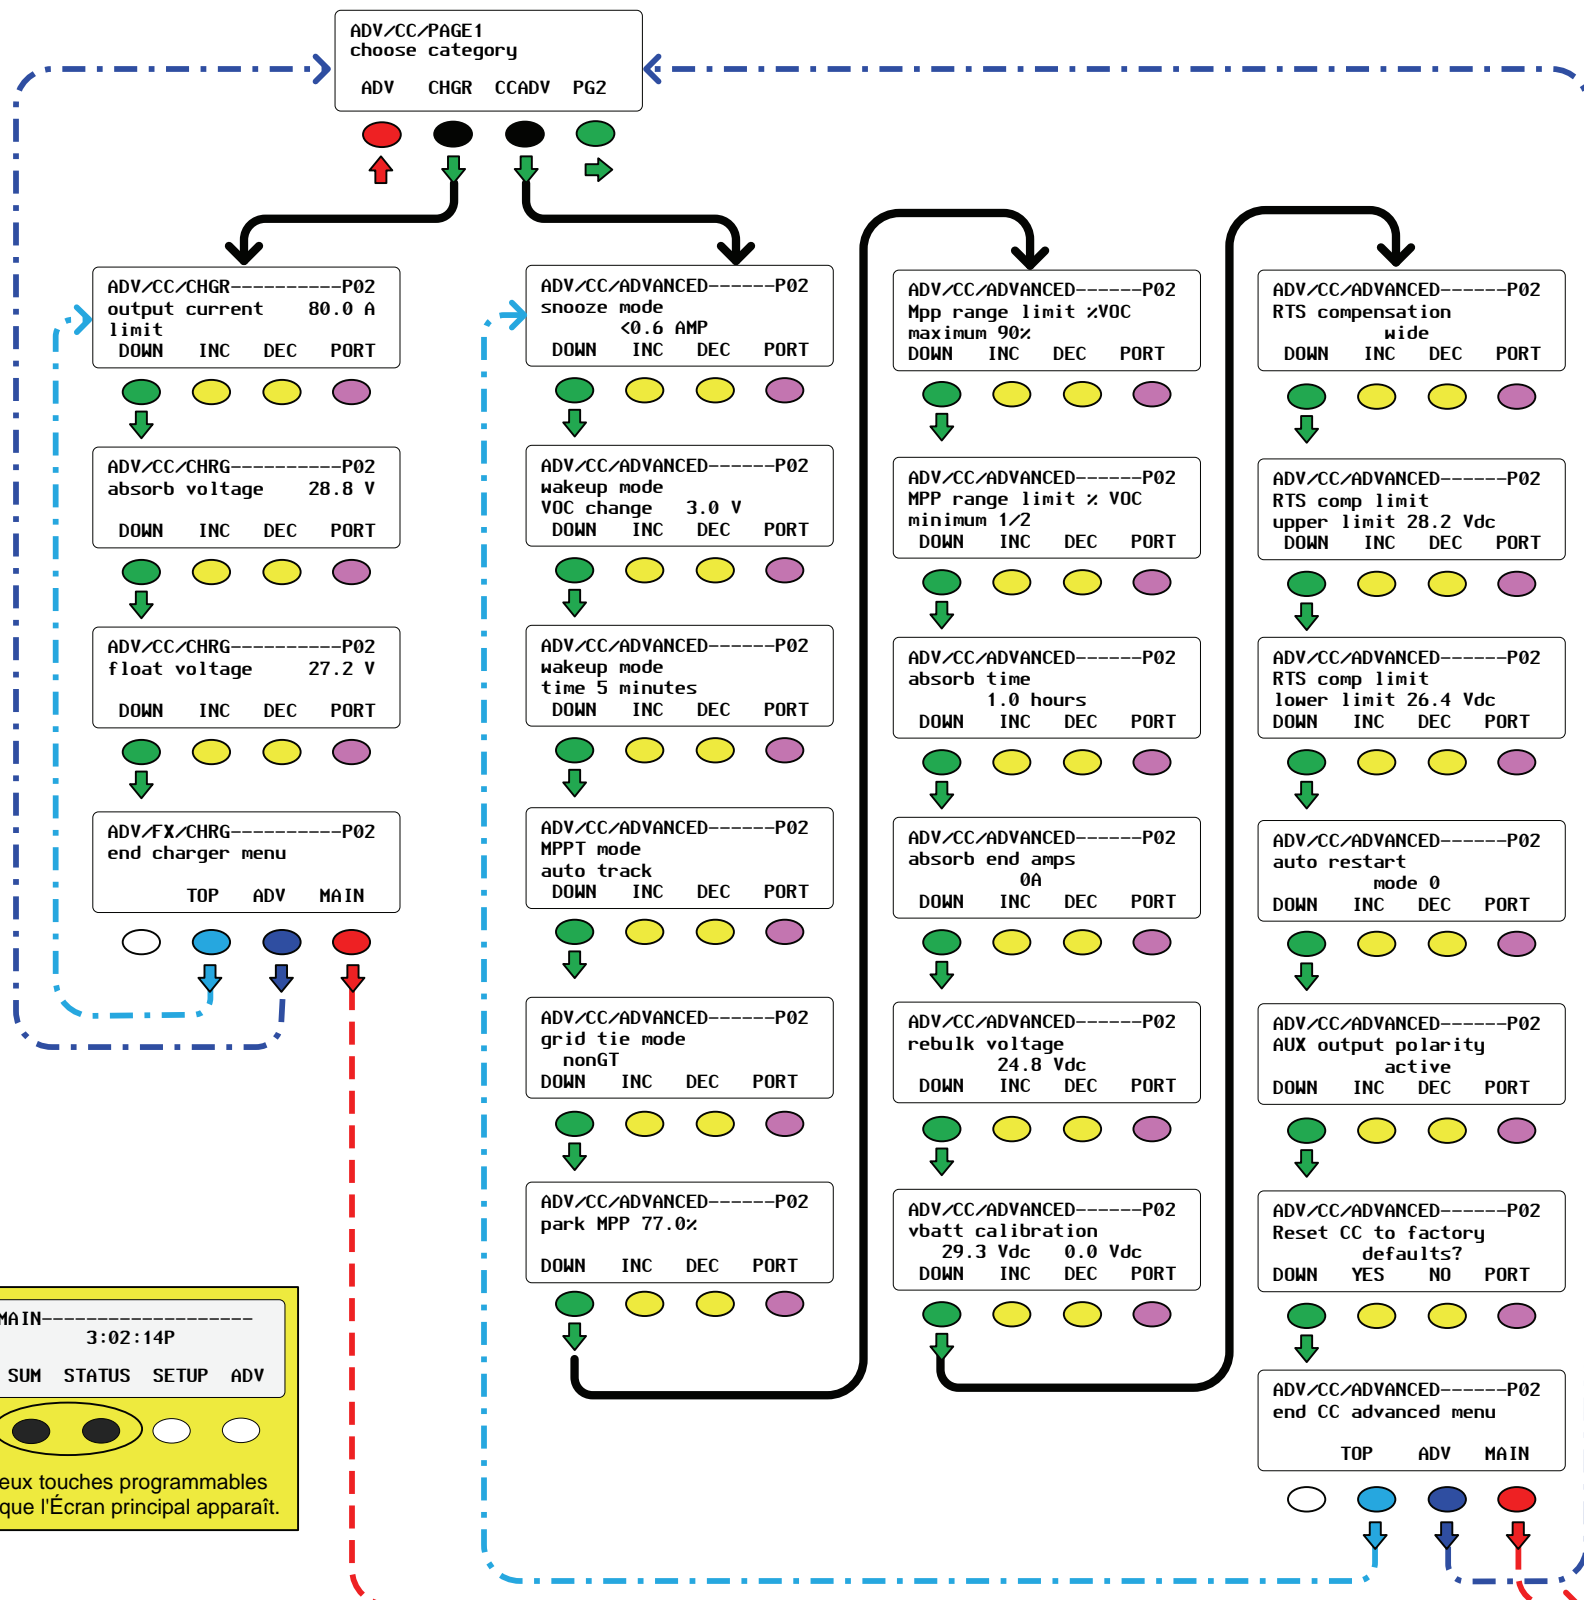 ADV/CC/PAGE1
choose category
ADV CHGR CCADV PG2
ADV/CC/CHGR----------P02
output current 80.0 A
limit
DOWN INC DEC PORT
ADV/CC/CHRG----------P02
absorb voltage 28.8 V
DOWN INC DEC PORT
ADV/CC/CHRG----------P02
float voltage 27.2 V
DOWN INC DEC PORT
ADV/FX/CHRG----------P02
end charger menu
TOP ADV MAIN
ADV/CC/ADVANCED------P02
snooze mode
<0.6 AMP
DOWN INC DEC PORT
ADV/CC/ADVANCED------P02
wakeup mode
VOC change 3.0 V
DOWN INC DEC PORT
ADV/CC/ADVANCED------P02
wakeup mode
time 5 minutes
DOWN INC DEC PORT
ADV/CC/ADVANCED------P02
MPPT mode
auto track
DOWN INC DEC PORT
ADV/CC/ADVANCED------P02
grid tie mode
nonGT
DOWN INC DEC PORT
ADV/CC/ADVANCED------P02
park MPP 77.0%
DOWN INC DEC PORT
ADV/CC/ADVANCED------P02
Mpp range limit %VOC
maximum 90%
DOWN INC DEC PORT
ADV/CC/ADVANCED------P02
MPP range limit % VOC
minimum 1/2
DOWN INC DEC PORT
ADV/CC/ADVANCED------P02
absorb time
1.0 hours
DOWN INC DEC PORT
ADV/CC/ADVANCED------P02
absorb end amps
0A
DOWN INC DEC PORT
ADV/CC/ADVANCED------P02
rebulk voltage
24.8 Vdc
DOWN INC DEC PORT
ADV/CC/ADVANCED------P02
vbatt calibration
29.3 Vdc 0.0 Vdc
DOWN INC DEC PORT
ADV/CC/ADVANCED------P02
RTS compensation
wide
DOWN INC DEC PORT
ADV/CC/ADVANCED------P02
RTS comp limit
upper limit 28.2 Vdc
DOWN INC DEC PORT
ADV/CC/ADVANCED------P02
RTS comp limit
lower limit 26.4 Vdc
DOWN INC DEC PORT
ADV/CC/ADVANCED------P02
auto restart
mode 0
DOWN INC DEC PORT
ADV/CC/ADVANCED------P02
AUX output polarity
active
DOWN INC DEC PORT
ADV/CC/ADVANCED------P02
Reset CC to factory
defaults?
DOWN YES NO PORT
ADV/CC/ADVANCED------P02
end CC advanced menu
TOP ADV MAIN
MAIN-------------------
3:02:14P
SUM STATUS SETUP ADV
eux touches programmables
que l'Écran principal apparaît.